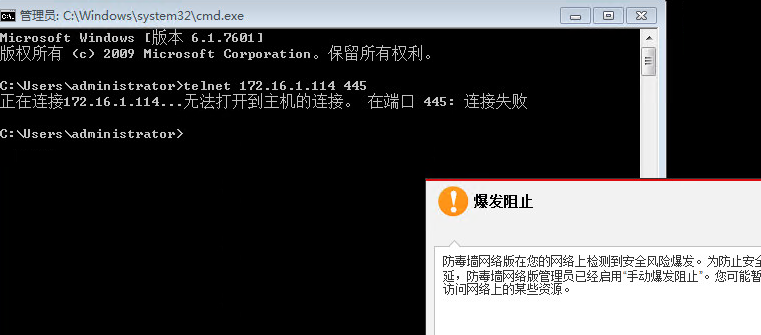 管理员: C:\Windows\system32\cmd.exe
Microsoft Windows [版本 6.1.7601]
版权所有 (c) 2009 Microsoft Corporation。保留所有权利。
C:\Users\administrator>telnet 172.16.1.114 445
正在连接172.16.1.114...无法打开到主机的连接。 在端口 445: 连接失败
C:\Users\administrator>
爆发阻止
防毒墙网络版在您的网络上检测到安全风险爆发。为防止安全
延，防毒墙网络版管理员已经启用“手动爆发阻止”。您可能暂
访问网络上的某些资源。